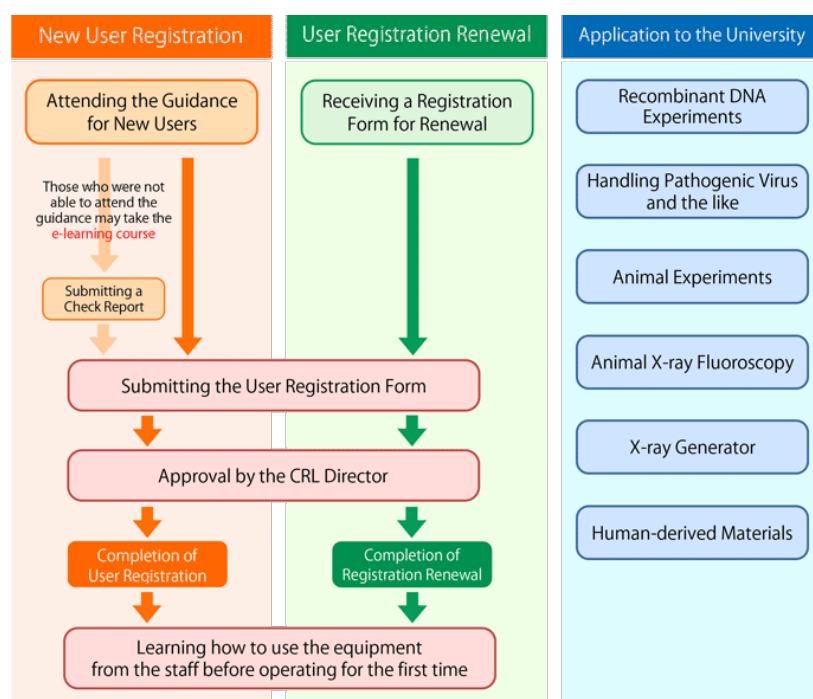 New User Registration
User Registration Renewal
Application to the University
Attending the Guidance
for New Users
Those who were not
able to attend the
guidance may take the
e-learning course
Submitting a
Check Report
Receiving a Registration
Form for Renewal
Submitting the User Registration Form
Approval by the CRL Director
Completion of
User Registration
Completion of
Registration Renewal
Learning how to use the equipment
from the staff before operating for the first time
Recombinant DNA
Experiments
Handling Pathogenic Virus
and the like
Animal Experiments
Animal X-ray Fluoroscopy
X-ray Generator
Human-derived Materials